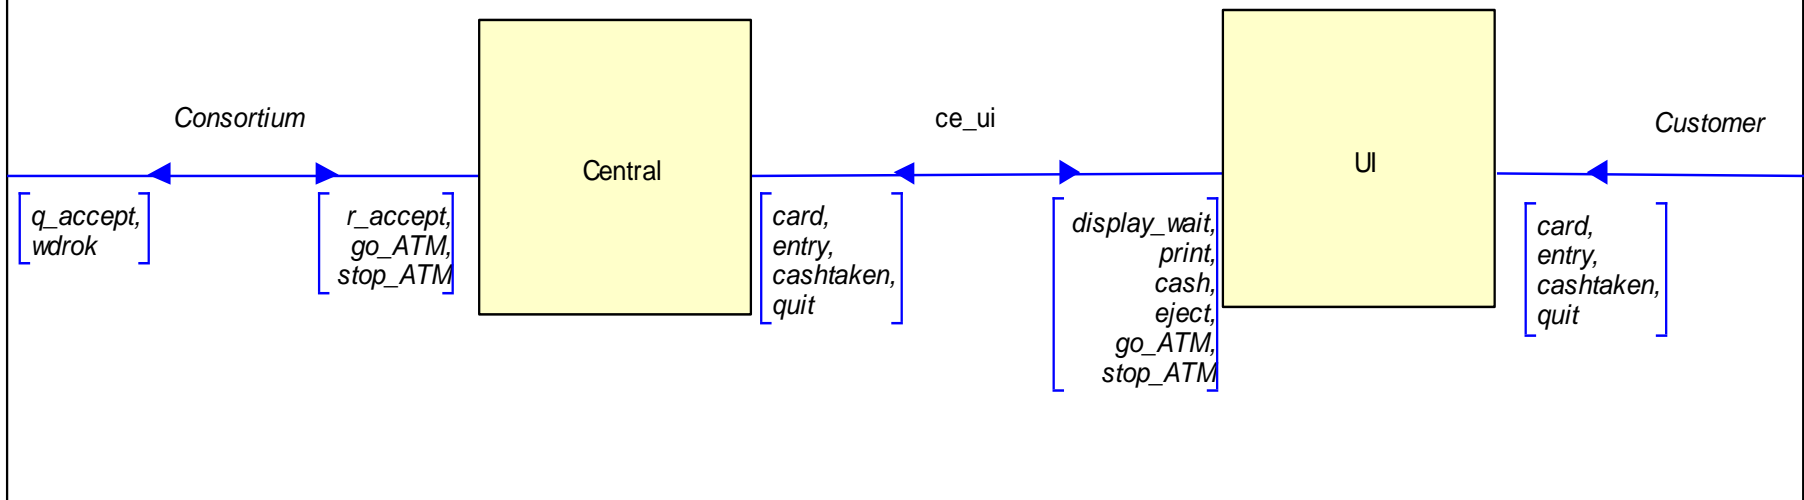 Consortium
ce_ui
Customer
Central
UI
q_accept,
wdrok
r_accept,
go_ATM,
stop_ATM
card,
entry,
cashtaken,
quit
display_wait,
print,
cash,
eject,
go_ATM,
stop_ATM
card,
entry,
cashtaken,
quit